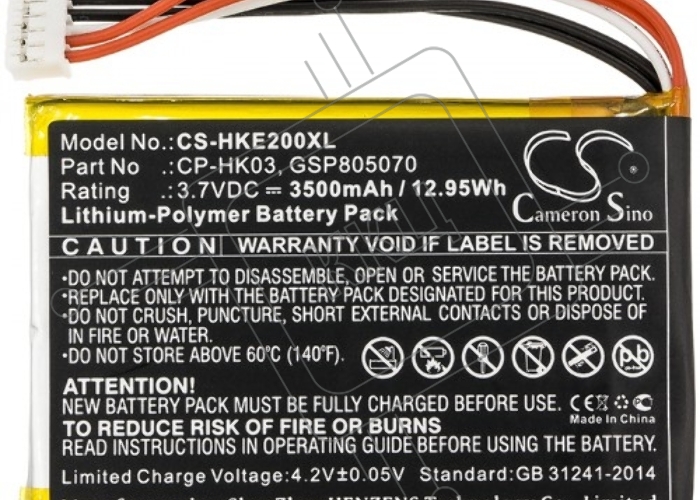 Model No.:CS-HKE200XL
Part No .:CP-HK03, GSP805070
Rating .:3.7VDC ⎓ 3500mAh / 12.95Wh
Lithium-Polymer Battery Pack
Cameron Sino
CAUTION WARRANTY VOID IF LABEL IS REMOVED
•DO NOT ATTEMPT TO DISASSEMBLE, OPEN OR SERVICE THE BATTERY PACK.
•REPLACE ONLY WITH THE BATTERY PACK DESIGNATED FOR THIS PRODUCT.
•DO NOT CRUSH, PUNCTURE, SHORT EXTERNAL CONTACTS OR DISPOSE OF
IN FIRE OR WATER.
•DO NOT STORE ABOVE 60°C (140°F).
Pb
ATTENTION!
NEW BATTERY PACK MUST BE FULLY CHARGED BEFORE USE.
CE
Made In China
TO REDUCE RISK OF FIRE OR BURNS
READ INSTRUCTIONS IN OPERATING GUIDE BEFORE USING THE BATTERY.
Limited Charge Voltage:4.2V±0.05V Standard:GB 31241-2014